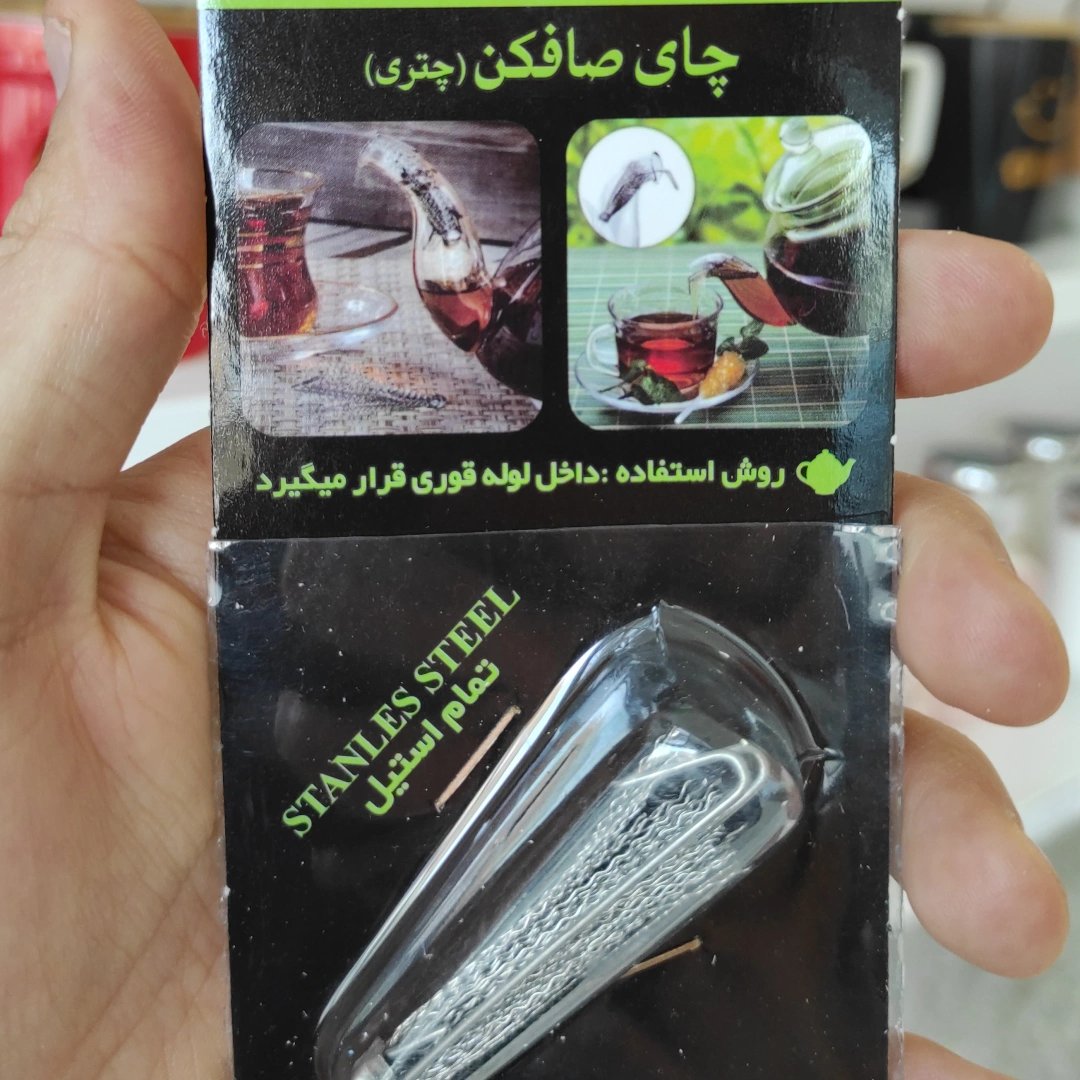 چای صافکن (چتری)
روش استفاده :داخل لوله قوری قرار میگیرد
STANLES STEEL
تمام استیل